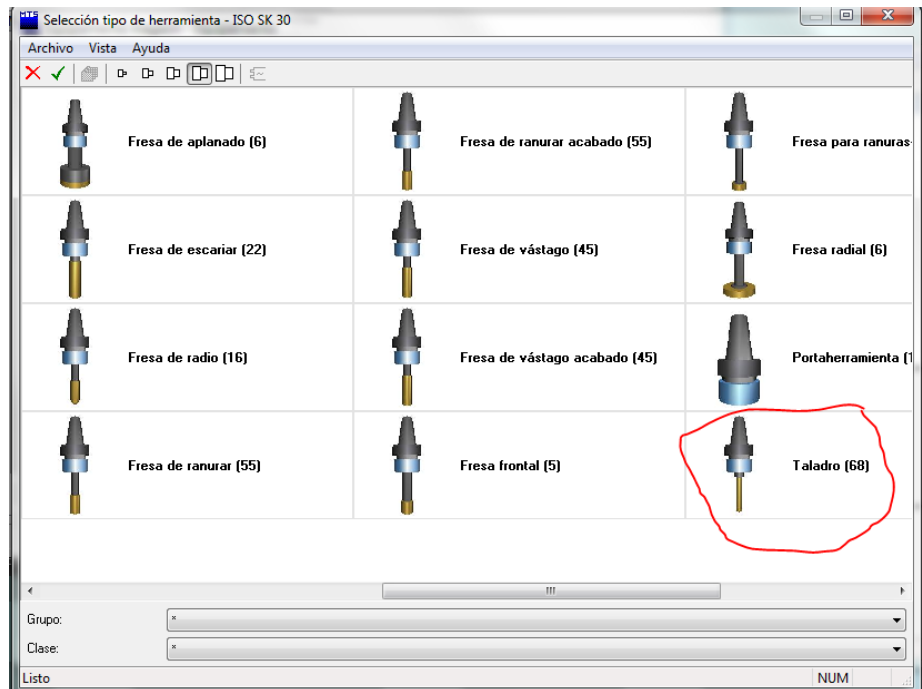 MTS
Selección tipo de herramienta - ISO SK 30
Archivo Vista Ayuda
Fresa de aplanado (6)
Fresa de ranurar acabado (55)
Fresa para ranuras-
Fresa de escariar (22)
Fresa de vástago (45)
Fresa radial (6)
Fresa de radio (16)
Fresa de vástago acabado (45)
Portaherramienta (1
Fresa de ranurar (55)
Fresa frontal (5)
Taladro (68)
Grupo: *
Clase: *
Listo NUM